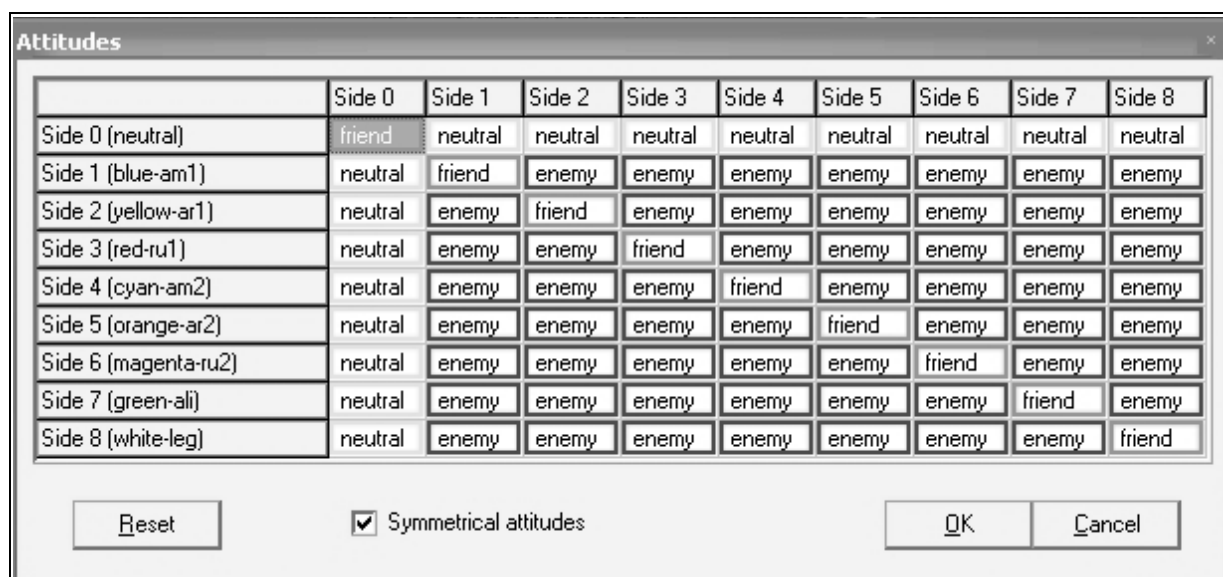 Attitudes ×
Side 0 Side 1 Side 2 Side 3 Side 4 Side 5 Side 6 Side 7 Side 8
Side 0 (neutral) friend neutral neutral neutral neutral neutral neutral neutral neutral
Side 1 (blue-am1) neutral friend enemy enemy enemy enemy enemy enemy enemy
Side 2 (yellow-ar1) neutral enemy friend enemy enemy enemy enemy enemy enemy
Side 3 (red-ru1) neutral enemy enemy friend enemy enemy enemy enemy enemy
Side 4 (cyan-am2) neutral enemy enemy enemy friend enemy enemy enemy enemy
Side 5 (orange-ar2) neutral enemy enemy enemy enemy friend enemy enemy enemy
Side 6 (magenta-ru2) neutral enemy enemy enemy enemy enemy friend enemy enemy
Side 7 (green-ali) neutral enemy enemy enemy enemy enemy enemy friend enemy
Side 8 (white-leg) neutral enemy enemy enemy enemy enemy enemy enemy friend
Reset Symmetrical attitudes OK Cancel